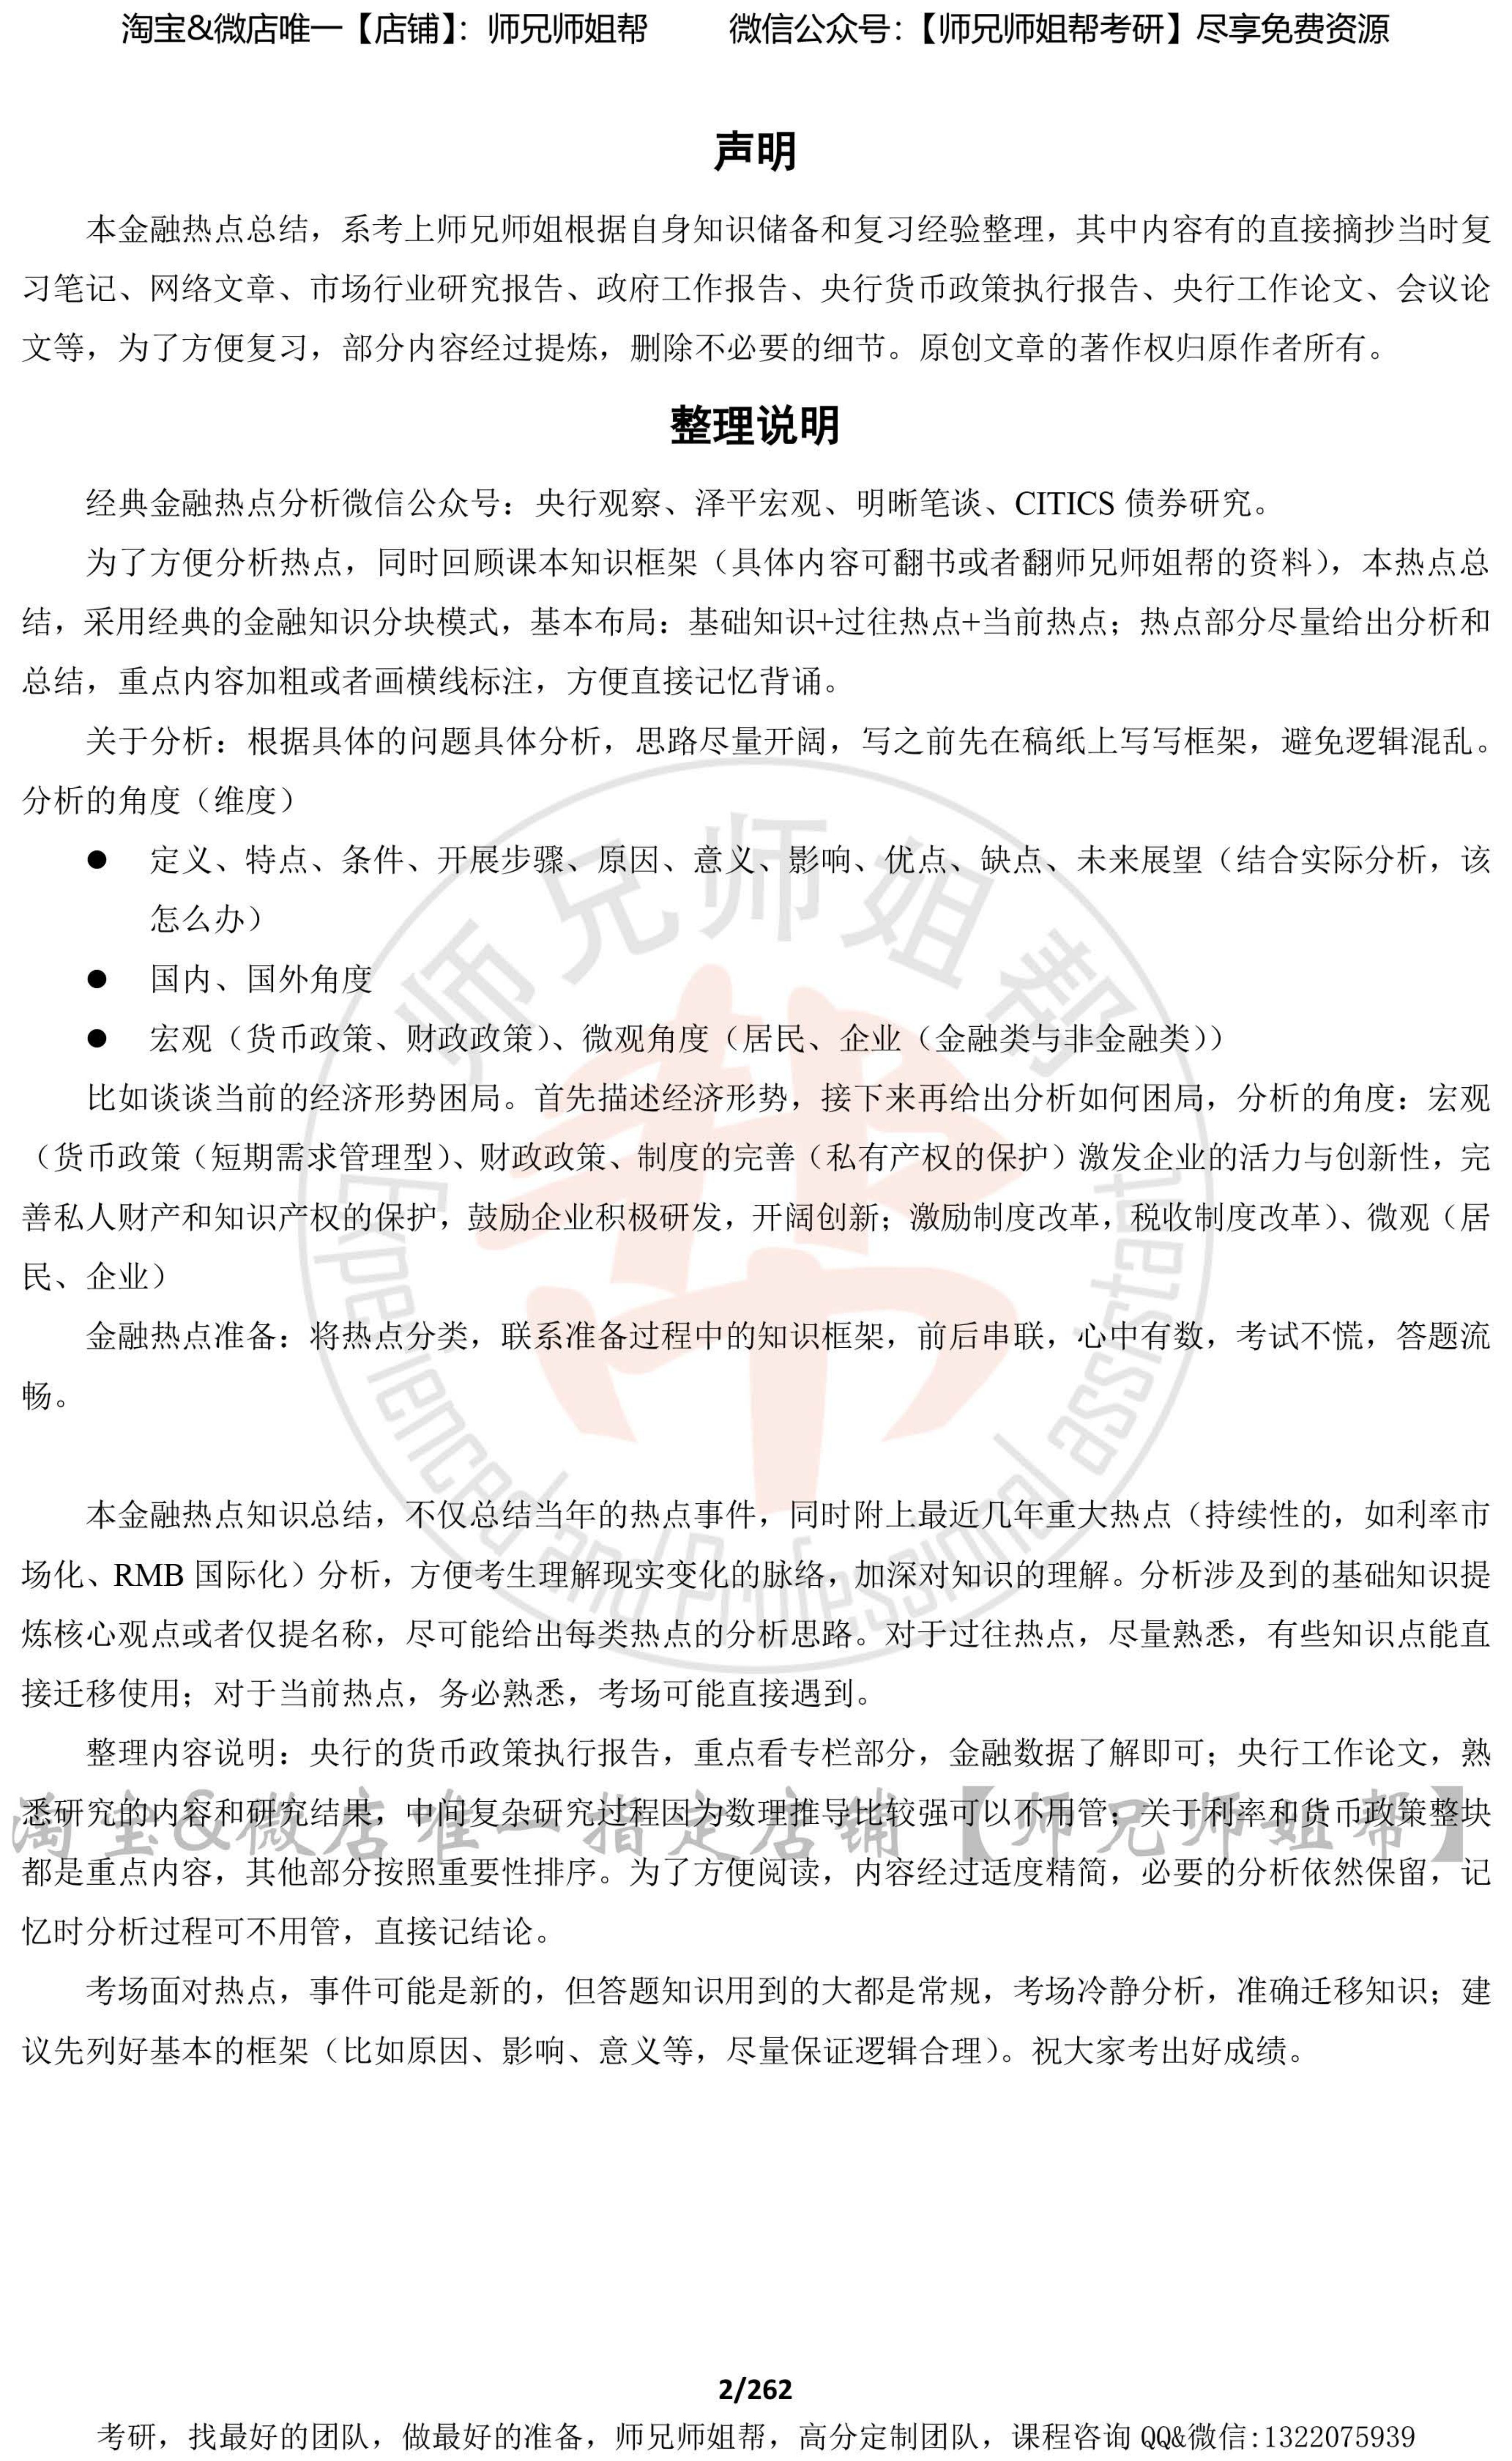 淘宝&微店唯一【店铺】：师兄师姐帮 微信公众号：【师兄师姐帮考研】尽享免费资源
声明
本金融热点总结，系考上师兄师姐根据自身知识储备和复习经验整理，其中内容有的直接摘抄当时复
习笔记、网络文章、市场行业研究报告、政府工作报告、央行货币政策执行报告、央行工作论文、会议论
文等，为了方便复习，部分内容经过提炼，删除不必要的细节。原创文章的著作权归原作者所有。
整理说明
经典金融热点分析微信公众号：央行观察、泽平宏观、明晰笔谈、CITICS 债券研究。
为了方便分析热点，同时回顾课本知识框架（具体内容可翻书或者翻师兄师姐帮的资料），本热点总
结，采用经典的金融知识分块模式，基本布局：基础知识+过往热点+当前热点；热点部分尽量给出分析和
总结，重点内容加粗或者画横线标注，方便直接记忆背诵。
关于分析：根据具体的问题具体分析，思路尽量开阔，写之前先在稿纸上写写框架，避免逻辑混乱。
分析的角度（维度）
● 定义、特点、条件、开展步骤、原因、意义、影响、优点、缺点、未来展望（结合实际分析，该
怎么办）
● 国内、国外角度
● 宏观（货币政策、财政政策）、微观角度（居民、企业（金融类与非金融类））
比如谈谈当前的经济形势困局。首先描述经济形势，接下来再给出分析如何困局，分析的角度：宏观
（货币政策（短期需求管理型）、财政政策、制度的完善（私有产权的保护）激发企业的活力与创新性，完
善私人财产和知识产权的保护，鼓励企业积极研发，开阔创新；激励制度改革，税收制度改革）、微观（居
民、企业）
金融热点准备：将热点分类，联系准备过程中的知识框架，前后串联，心中有数，考试不慌，答题流
畅。
本金融热点知识总结，不仅总结当年的热点事件，同时附上最近几年重大热点（持续性的，如利率市
场化、RMB 国际化）分析，方便考生理解现实变化的脉络，加深对知识的理解。分析涉及到的基础知识提
炼核心观点或者仅提名称，尽可能给出每类热点的分析思路。对于过往热点，尽量熟悉，有些知识点能直
接迁移使用；对于当前热点，务必熟悉，考场可能直接遇到。
整理内容说明：央行的货币政策执行报告，重点看专栏部分，金融数据了解即可；央行工作论文，熟
悉研究的内容和研究结果，中间复杂研究过程因为数理推导比较强可以不用管；关于利率和货币政策整块
都是重点内容，其他部分按照重要性排序。为了方便阅读，内容经过适度精简，必要的分析依然保留，记
忆时分析过程可不用管，直接记结论。
考场面对热点，事件可能是新的，但答题知识用到的大都是常规，考场冷静分析，准确迁移知识；建
议先列好基本的框架（比如原因、影响、意义等，尽量保证逻辑合理）。祝大家考出好成绩。
师兄师姐帮
帮
Experienced and Professional assistant
淘宝&微店唯一指定店铺【师兄师姐帮】
2/262
考研，找最好的团队，做最好的准备，师兄师姐帮，高分定制团队，课程咨询 QQ&微信:1322075939